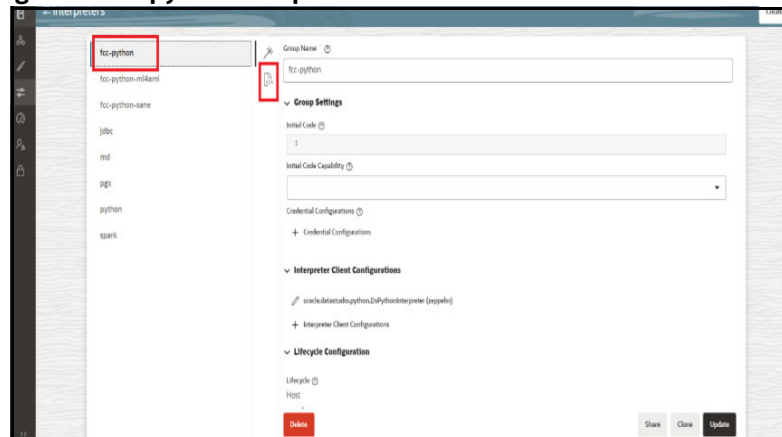 Interpreters
Create
fcc-python
fcc-python-ml4aml
fcc-python-sane
jdbc
md
pgx
python
spark
Group Name
fcc-python
Group Settings
Initial Code
1
Initial Code Capability
Credential Configurations
+ Credential Configurations
Interpreter Client Configurations
oracle.datastudio.python.DsPythonInterpreter (zeppelin)
+ Interpreter Client Configurations
Lifecycle Configuration
Lifecycle
Host
Delete
Share Clone Update